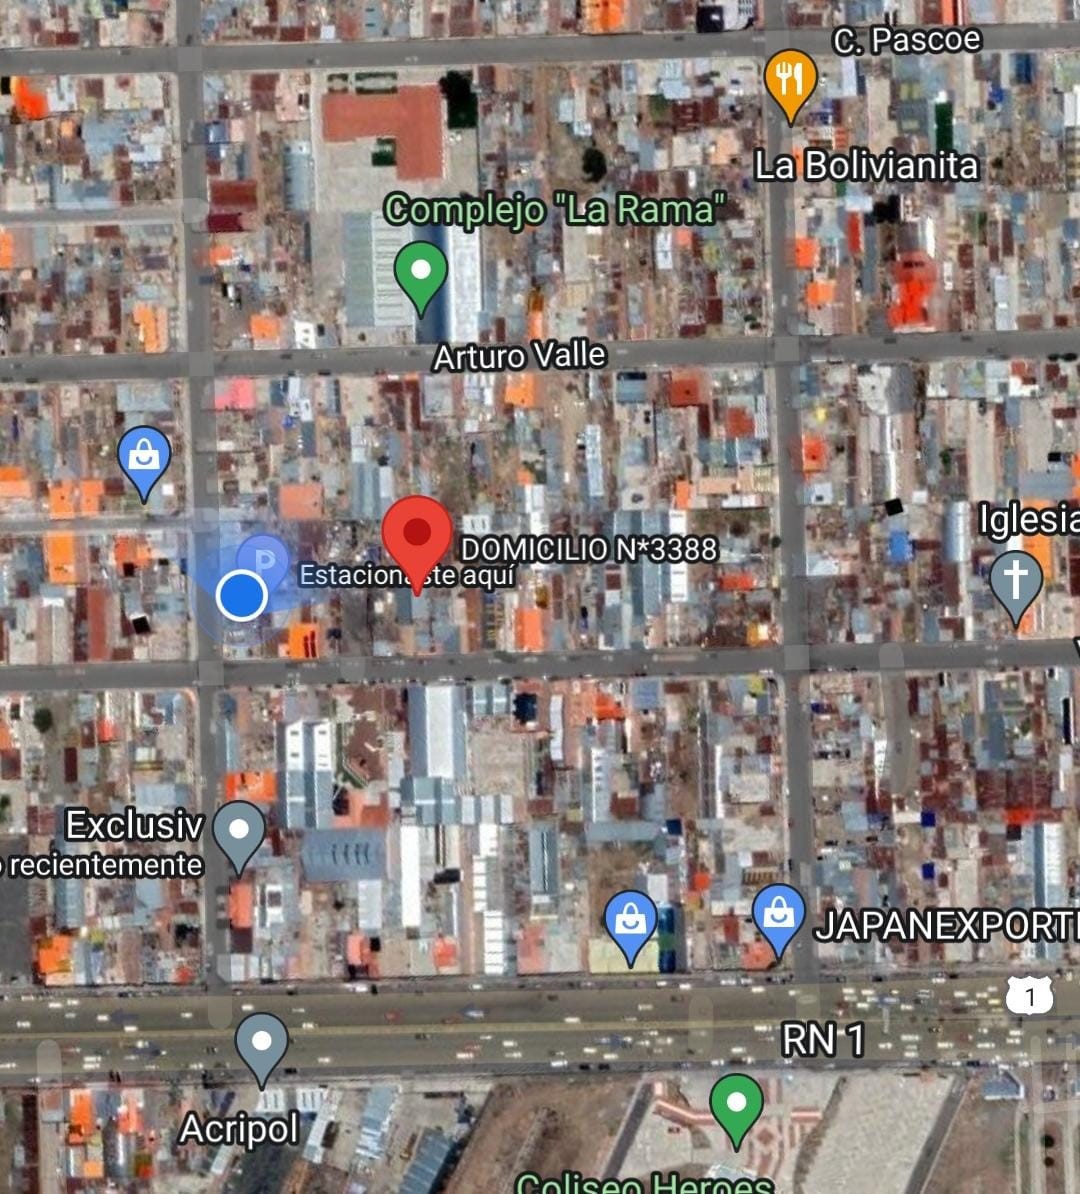 C. Pascoe
La Bolivianita
Complejo "La Rama"
Arturo Valle
Iglesia
P
DOMICILIO N*3388
Estacionaste aquí
Exclusiv
recientemente
JAPANEXPORT
1
RN 1
Acripol
Coliseo Heroes